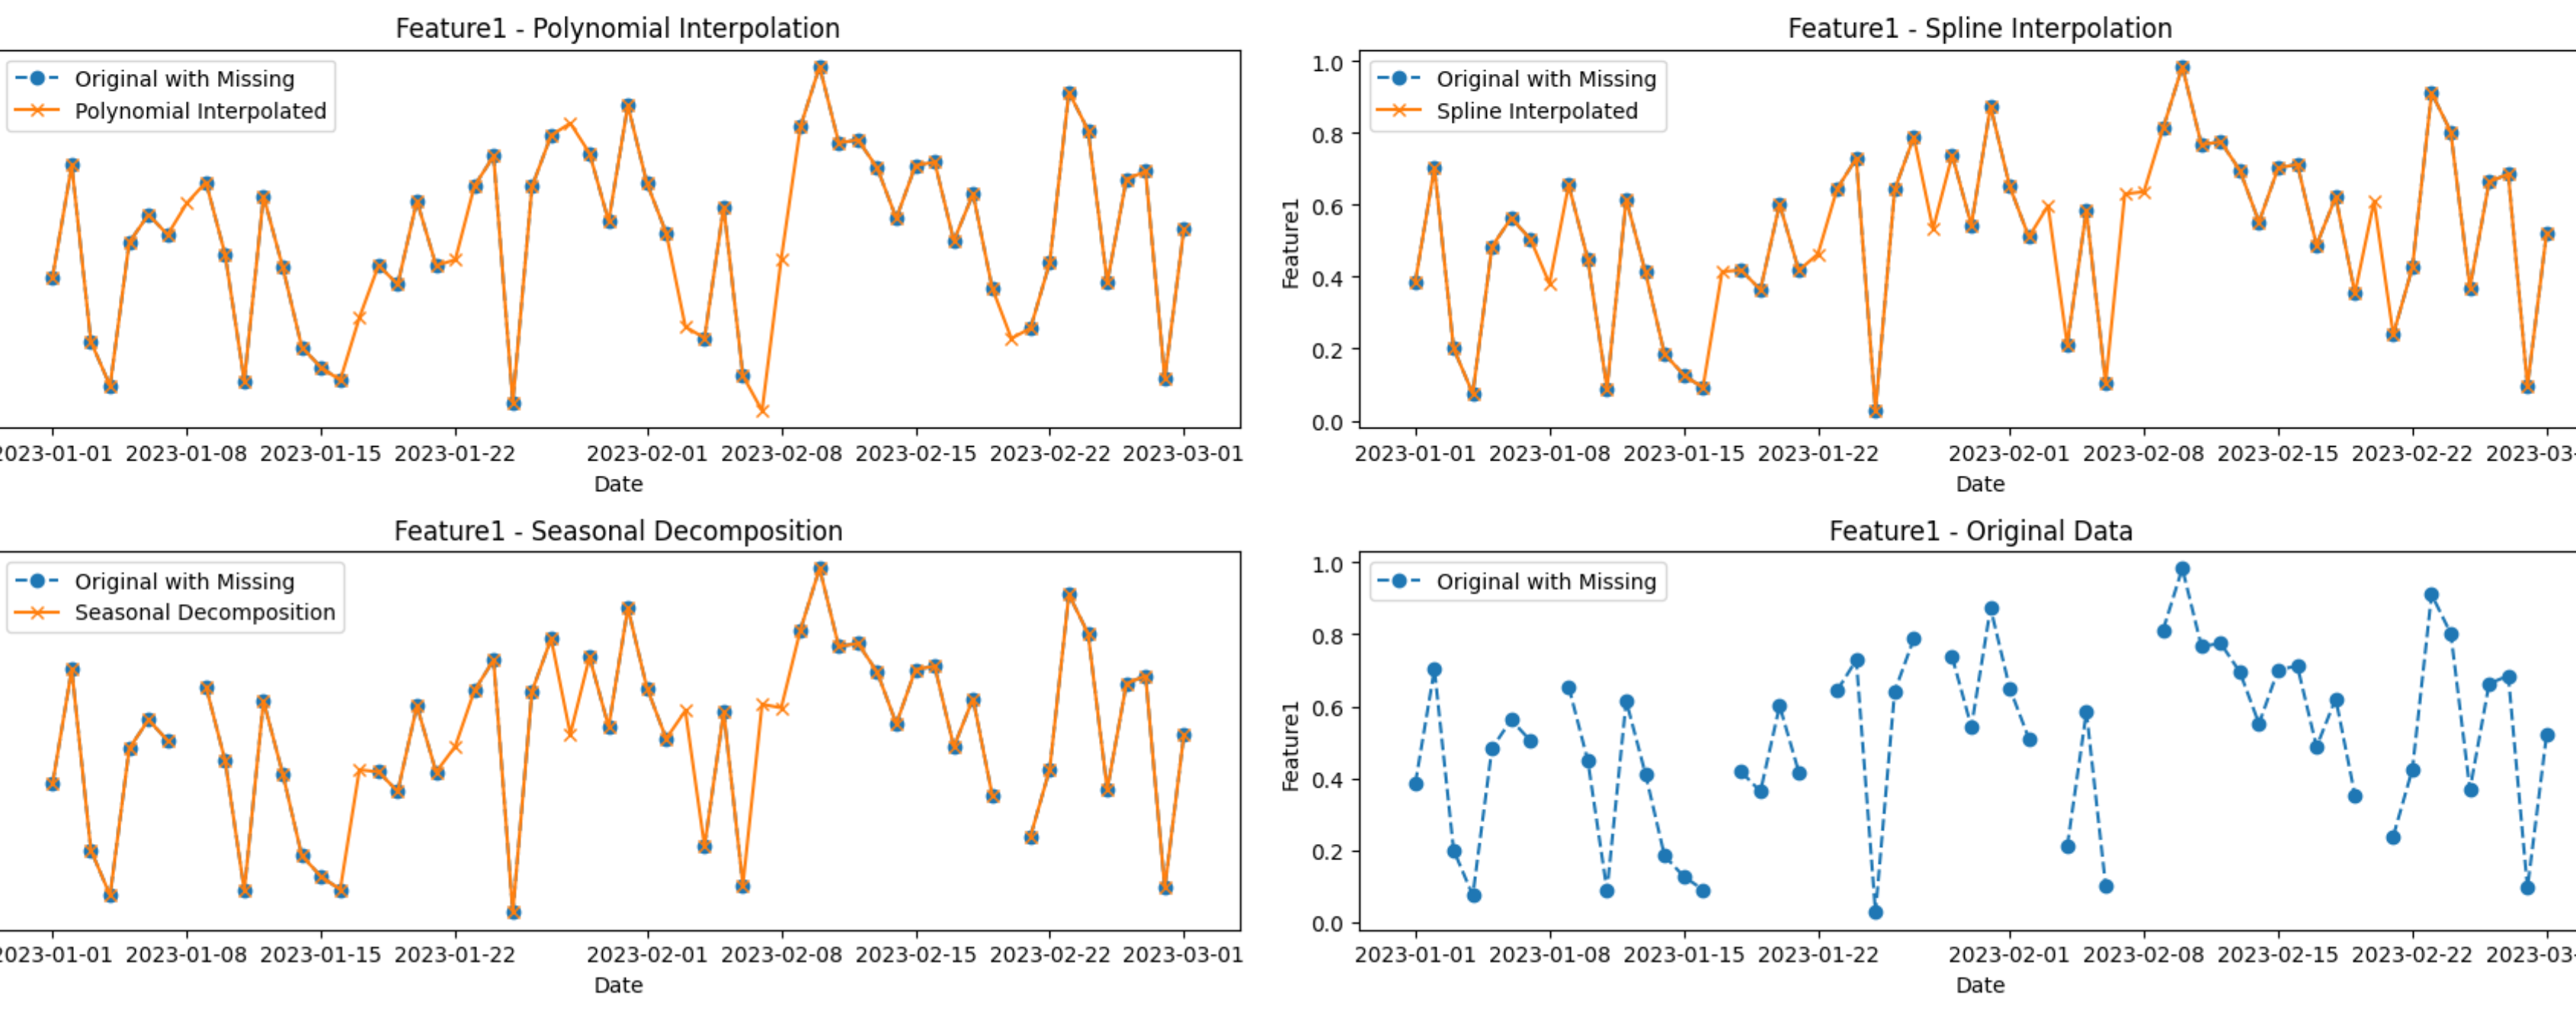 Feature1 - Polynomial Interpolation
Original with Missing
Polynomial Interpolated
2023-01-01 2023-01-08 2023-01-15 2023-01-22 2023-02-01 2023-02-08 2023-02-15 2023-02-22 2023-03-01
Date
Feature1 - Spline Interpolation
Original with Missing
Spline Interpolated
1.0
0.8
0.6
0.4
0.2
0.0
Feature1
2023-01-01 2023-01-08 2023-01-15 2023-01-22 2023-02-01 2023-02-08 2023-02-15 2023-02-22 2023-03-
Date
Feature1 - Seasonal Decomposition
Original with Missing
Seasonal Decomposition
2023-01-01 2023-01-08 2023-01-15 2023-01-22 2023-02-01 2023-02-08 2023-02-15 2023-02-22 2023-03-01
Date
Feature1 - Original Data
Original with Missing
1.0
0.8
0.6
0.4
0.2
0.0
Feature1
2023-01-01 2023-01-08 2023-01-15 2023-01-22 2023-02-01 2023-02-08 2023-02-15 2023-02-22 2023-03-
Date